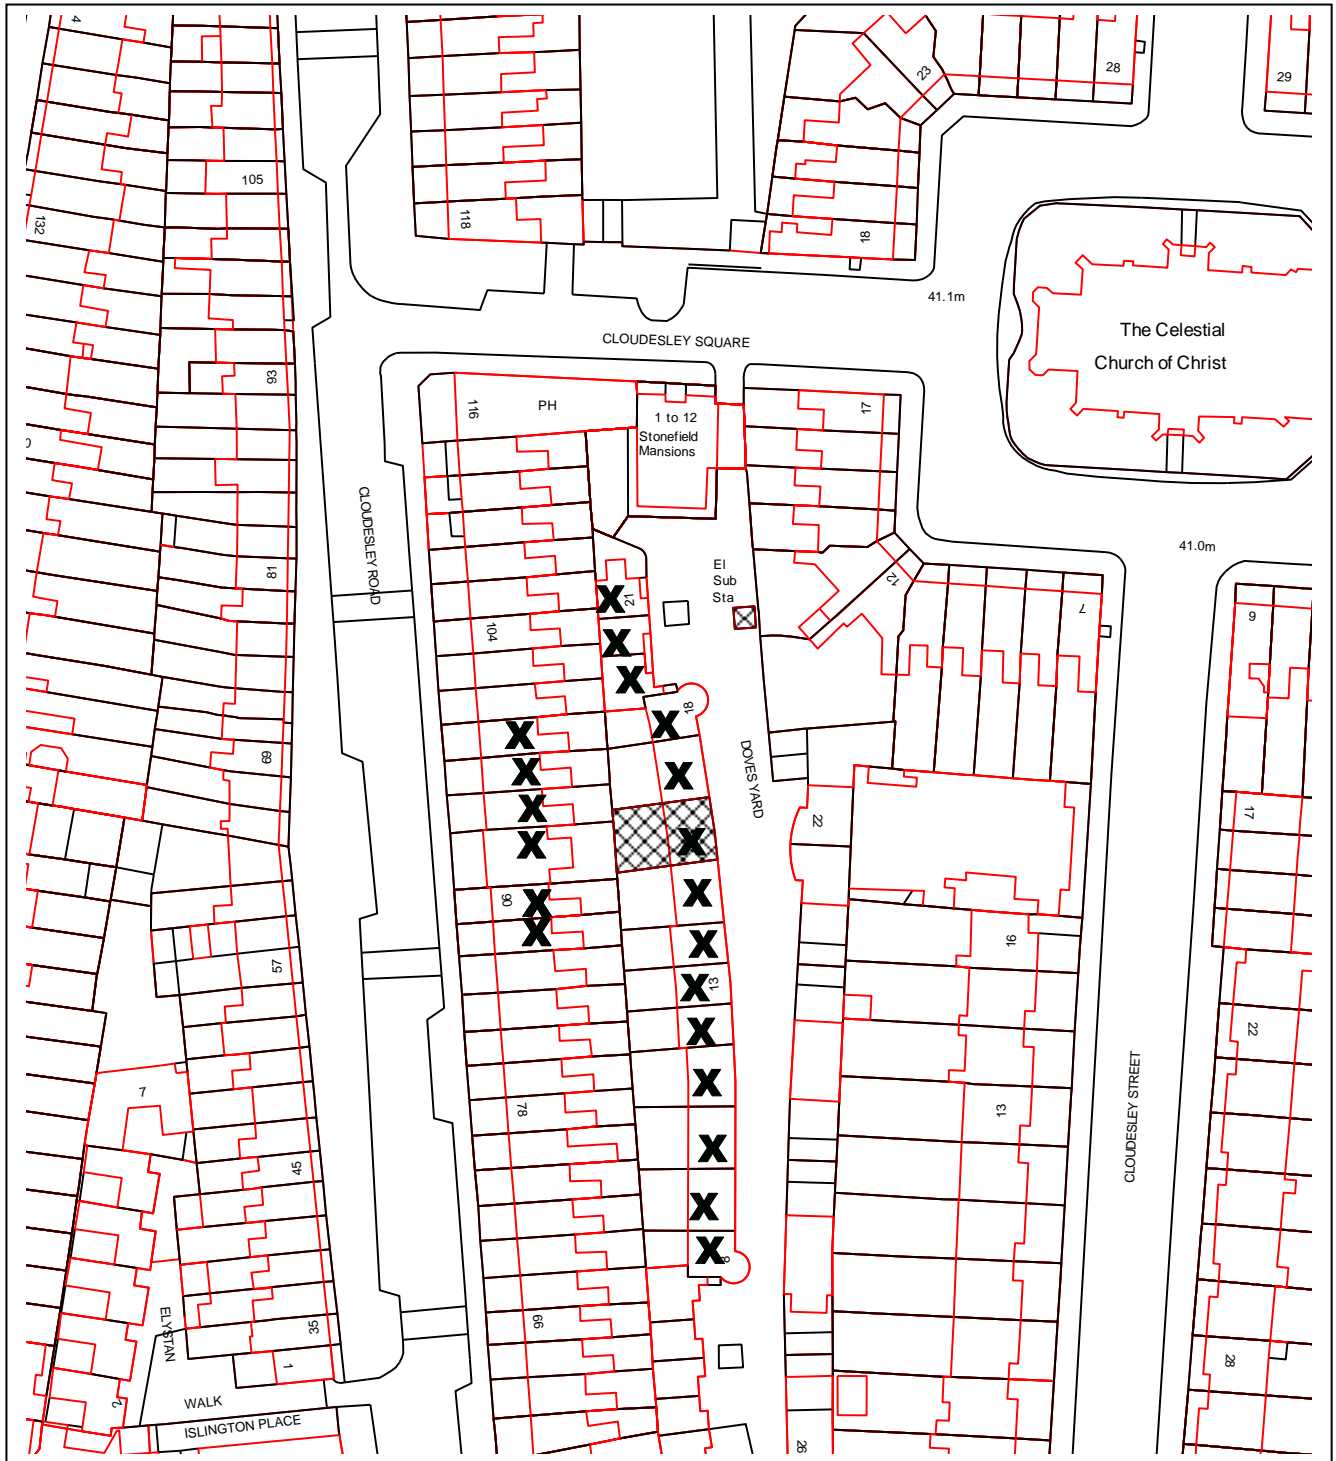 4
105
132
118
23
28
29
18
41.1m
The Celestial
Church of Christ
CLOUDESLEY SQUARE
93
116
PH
1 to 12
Stonefield
Mansions
17
CLOUDESLEY ROAD
81
104
El
Sub
Sta
21
12
7
41.0m
9
X
X
X
X
18
69
X
X
X
X
X
X
DOVES YARD
22
17
X
90
X
X
X
57
X
X
13
16
22
X
7
78
X
13
CLOUDESLEY STREET
45
X
X
X
8
66
35
1
ELYSTAN
WALK
2
ISLINGTON PLACE
28
26